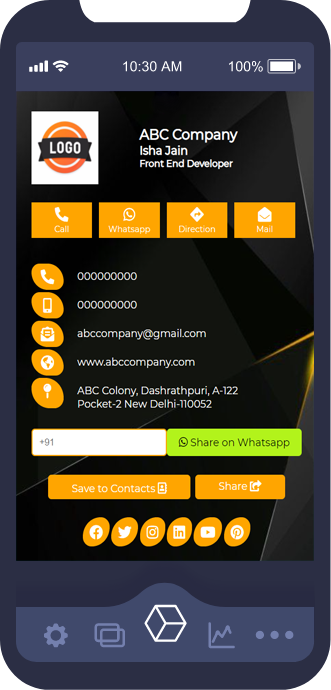 10:30 AM
100%
LOGO
ABC Company
Isha Jain
Front End Developer
Call
Whatsapp
Direction
Mail
000000000
000000000
abccompany@gmail.com
www.abccompany.com
ABC Colony, Dashrathpuri, A-122
Pocket-2 New Delhi-110052
+91
Share on Whatsapp
Save to Contacts
Share